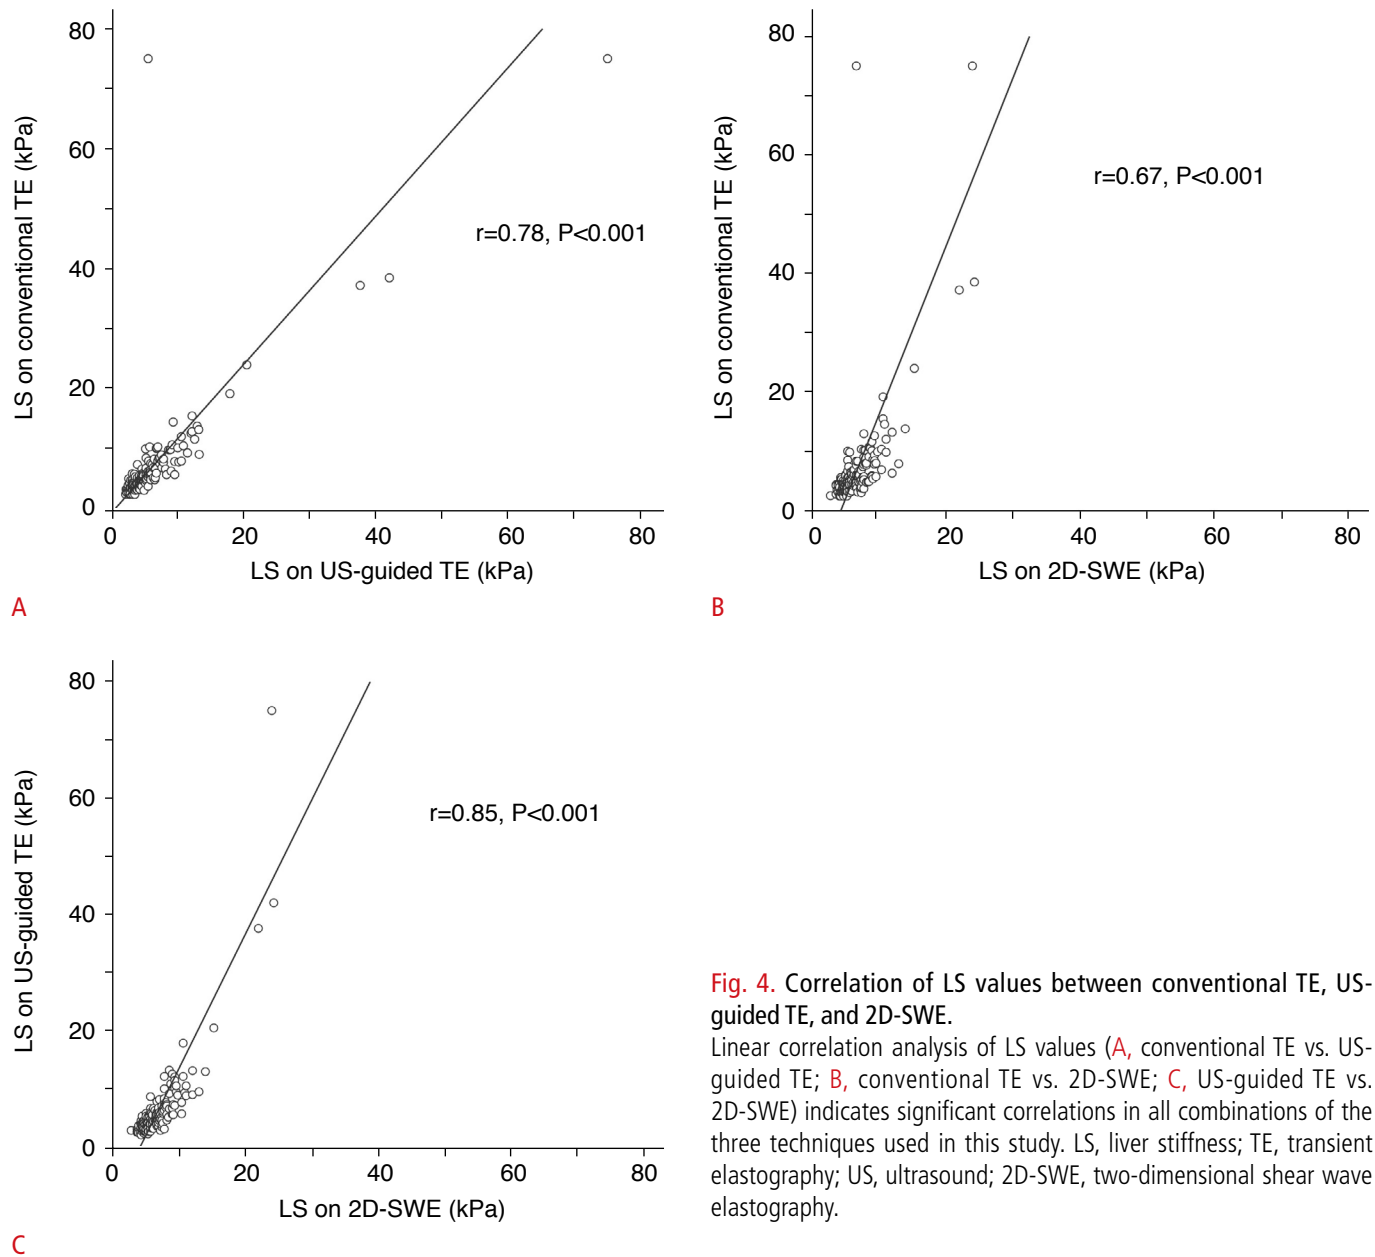 80
60
40
20
0
LS on conventional TE (kPa)
r=0.78, P<0.001
0 20 40 60 80
LS on US-guided TE (kPa)
A
80
60
40
20
0
LS on conventional TE (kPa)
r=0.67, P<0.001
0 20 40 60 80
LS on 2D-SWE (kPa)
B
80
60
40
20
0
LS on US-guided TE (kPa)
r=0.85, P<0.001
0 20 40 60 80
LS on 2D-SWE (kPa)
C
Fig. 4. Correlation of LS values between conventional TE, US-
guided TE, and 2D-SWE.
Linear correlation analysis of LS values (A, conventional TE vs. US-
guided TE; B, conventional TE vs. 2D-SWE; C, US-guided TE vs.
2D-SWE) indicates significant correlations in all combinations of the
three techniques used in this study. LS, liver stiffness; TE, transient
elastography; US, ultrasound; 2D-SWE, two-dimensional shear wave
elastography.